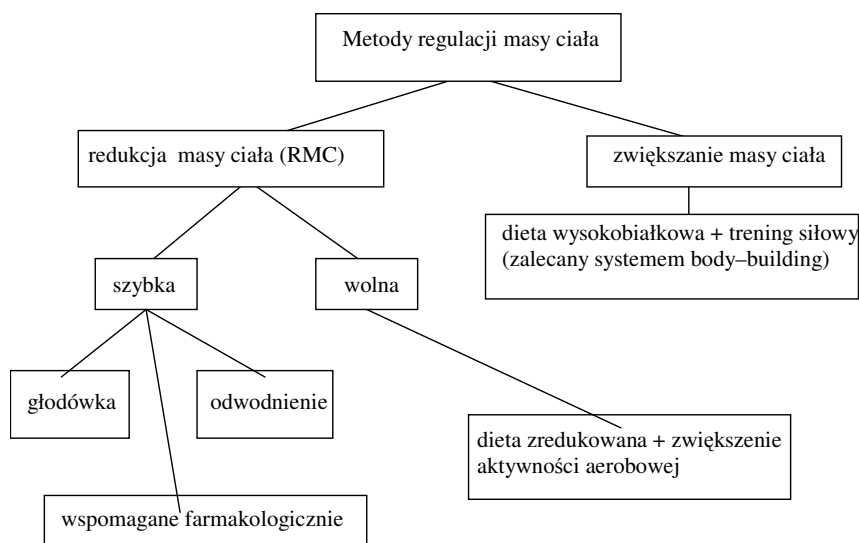 Metody regulacji masy ciała
redukcja masy ciała (RMC)
zwiększanie masy ciała
dieta wysokobiałkowa + trening siłowy
(zalecany systemem body–building)
szybka
wolna
głodówka
odwodnienie
dieta zredukowana + zwiększenie
aktywności aerobowej
wspomagane farmakologicznie